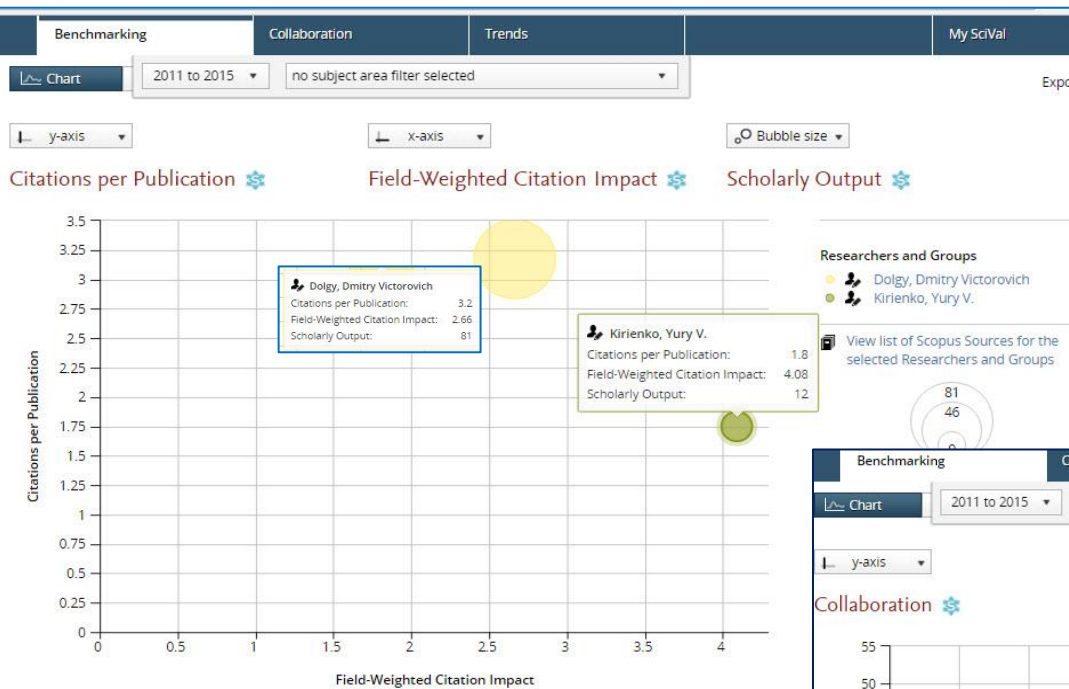 Benchmarking Collaboration Trends My SciVal
Chart 2011 to 2015 no subject area filter selected
y-axis x-axis Bubble size
Citations per Publication Field-Weighted Citation Impact Scholarly Output
3.5
3.25
3
2.75
2.5
2.25
2
1.75
1.5
1.25
1
0.75
0.5
0.25
0
Citations per Publication
0 0.5 1 1.5 2 2.5 3 3.5 4
Field-Weighted Citation Impact
Dolgy, Dmitry Victorovich
Citations per Publication: 3.2
Field-Weighted Citation Impact: 2.66
Scholarly Output: 81
Kirienko, Yury V.
Citations per Publication: 1.8
Field-Weighted Citation Impact: 4.08
Scholarly Output: 12
Researchers and Groups
Dolgy, Dmitry Victorovich
Kirienko, Yury V.
View list of Scopus Sources for the
selected Researchers and Groups
81
46
Benchmarking
Chart 2011 to 2015
y-axis
Collaboration
55
50